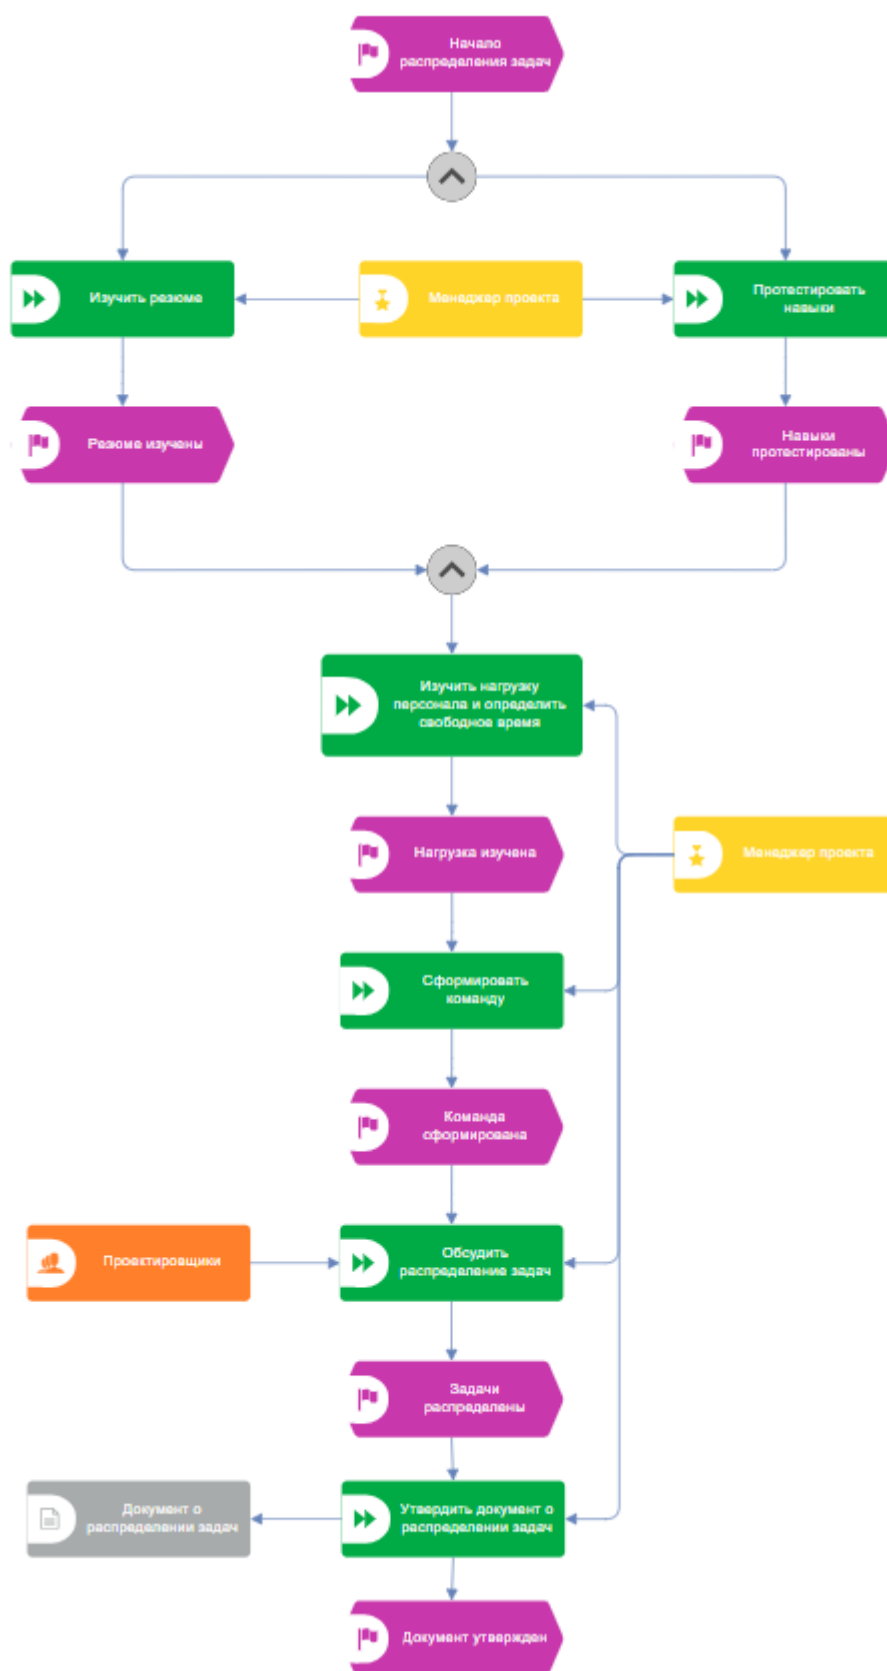 Начало
распределения задач
Изучить резюме
Менеджер проекта
Протестировать
навыки
Резюме изучены
Навыки
протестированы
Изучить нагрузку
персонала и определить
свободное время
Нагрузка изучена
Менеджер проекта
Сформировать
команду
Команда
сформирована
Проектировщики
Обсудить
распределение задач
Задачи
распределены
Документ о
распределении задач
Утвердить документ о
распределении задач
Документ утвержден